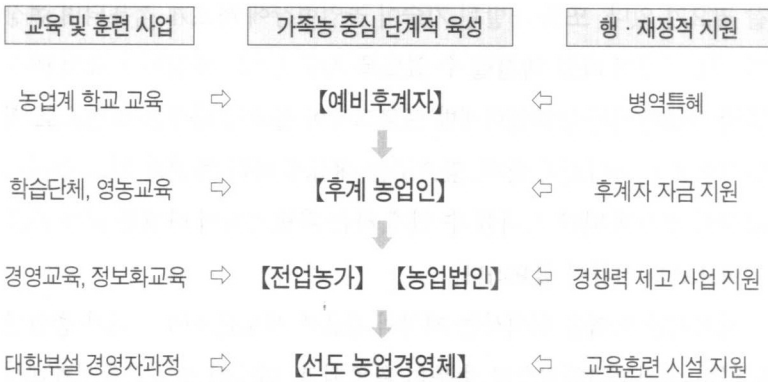 교육 및 훈련 사업 가족농 중심 단계적 육성 행 · 재정적 지원
농업계 학교 교육 ⇨ 【예비후계자】 ⇦ 병역특혜
학습단체, 영농교육 ⇨ 【후계 농업인】 ⇦ 후계자 자금 지원
경영교육, 정보화교육 ⇨ 【전업농가】 【농업법인】 ⇦ 경쟁력 제고 사업 지원
대학부설 경영자과정 ⇨ 【선도 농업경영체】 ⇦ 교육훈련 시설 지원